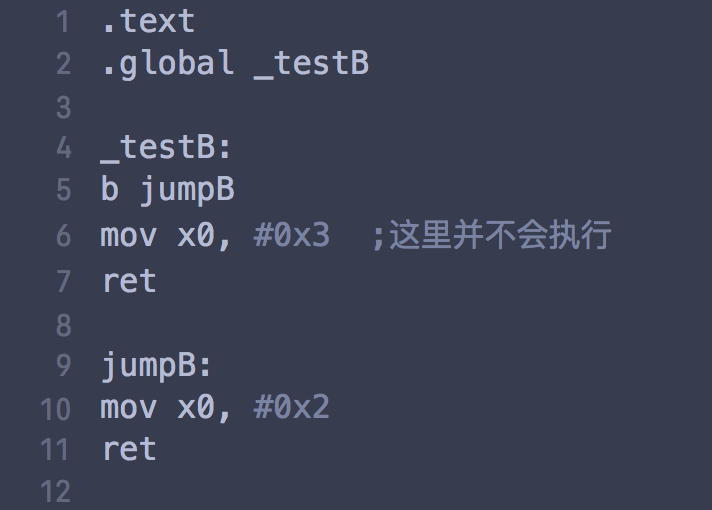 1 .text
2 .global _testB
3
4 _testB:
5 b jumpB
6 mov x0, #0x3  ;这里并不会执行
7 ret
8
9 jumpB:
10 mov x0, #0x2
11 ret
12